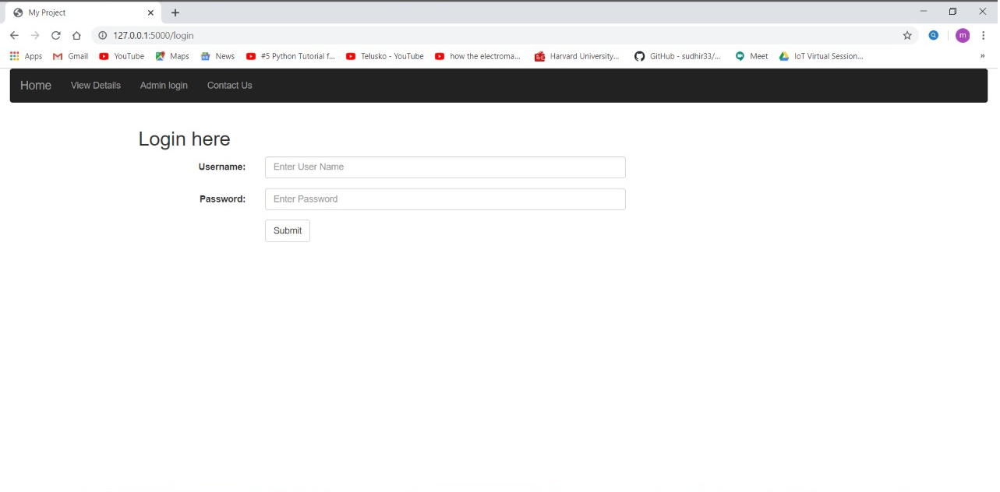 My Project
127.0.0.1:5000/login
m
Apps Gmail YouTube Maps News #5 Python Tutorial f... Telusko - YouTube how the electroma... Harvard University... GitHub - sudhir33/... Meet IoT Virtual Session... »
Home View Details Admin login Contact Us
Login here
Username: Enter User Name
Password: Enter Password
Submit